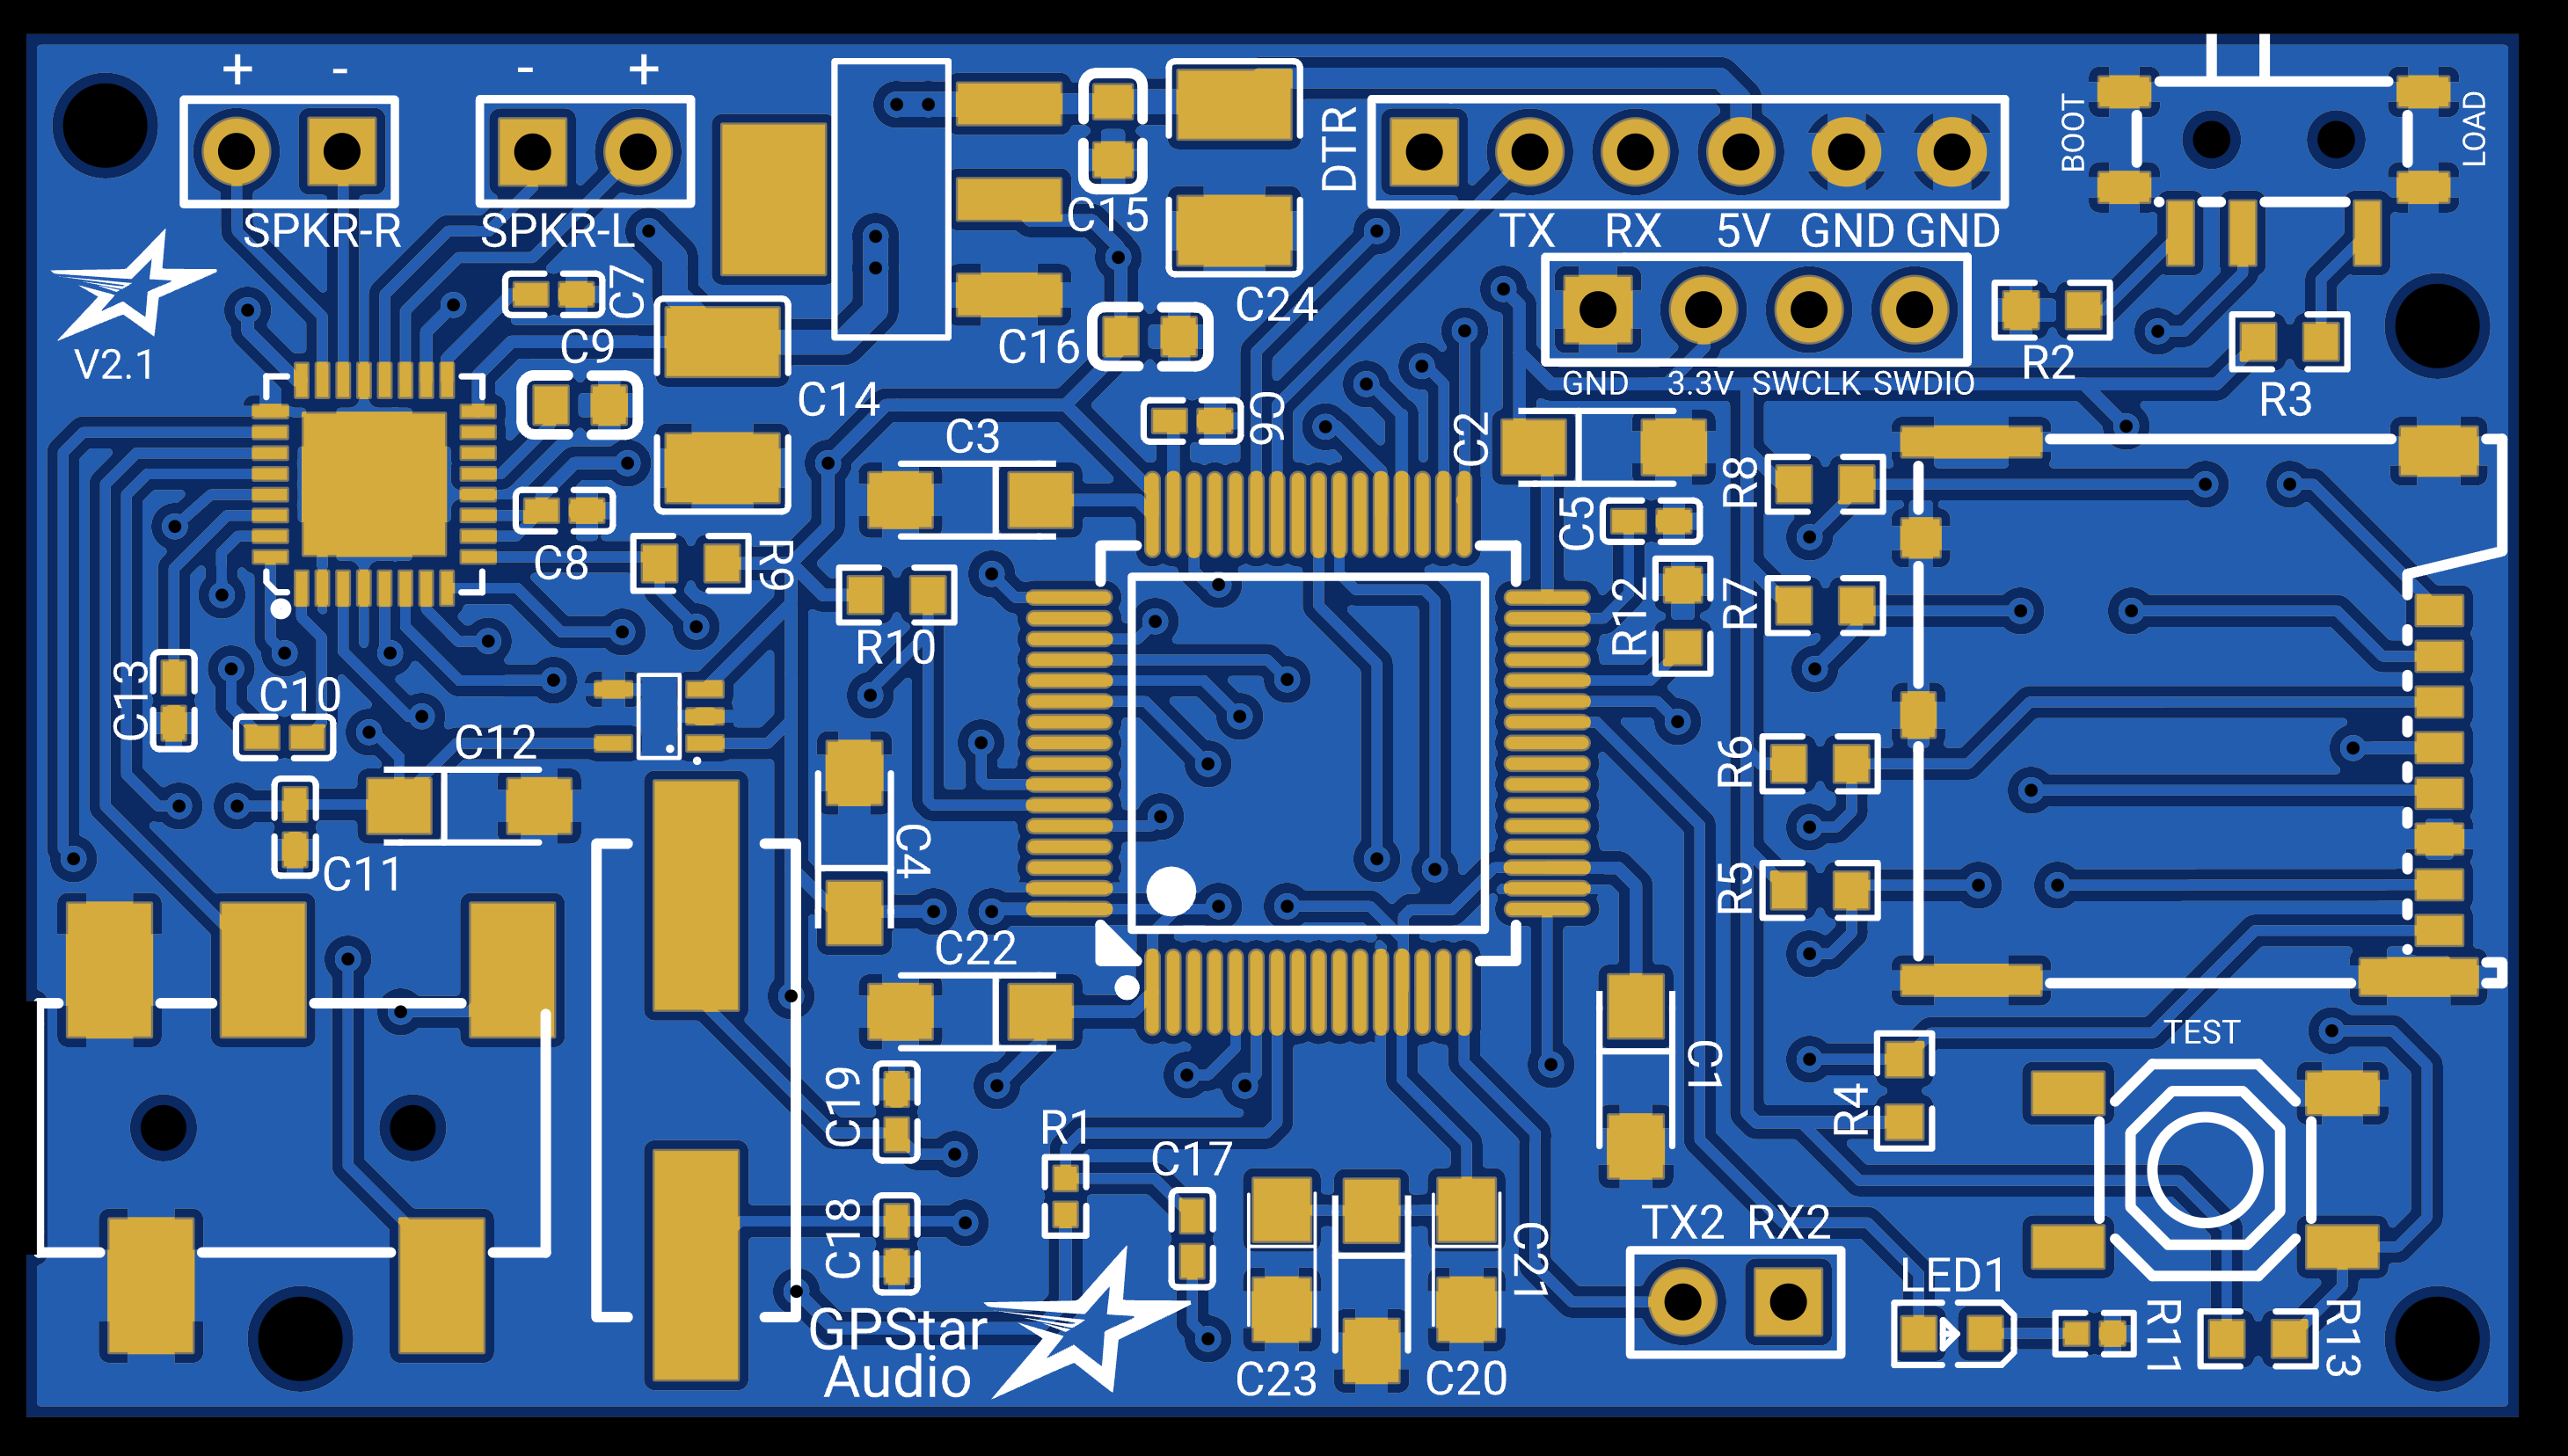 + - - +
SPKR-R SPKR-L
V2.1
C7
C9
C14
C8
R9
C15
C16
C24
DTR
TX RX 5V GND GND
GND 3.3V SWCLK SWDIO
BOOT
LOAD
R2
R3
C3
C6
C2
C5
R8
R12
R7
R10
C13
C10
C12
C11
C4
C22
R6
R5
C1
R4
TEST
C19
C18
R1
C17
C21
C23
C20
TX2 RX2
LED1
R11
R13
GPStar
Audio